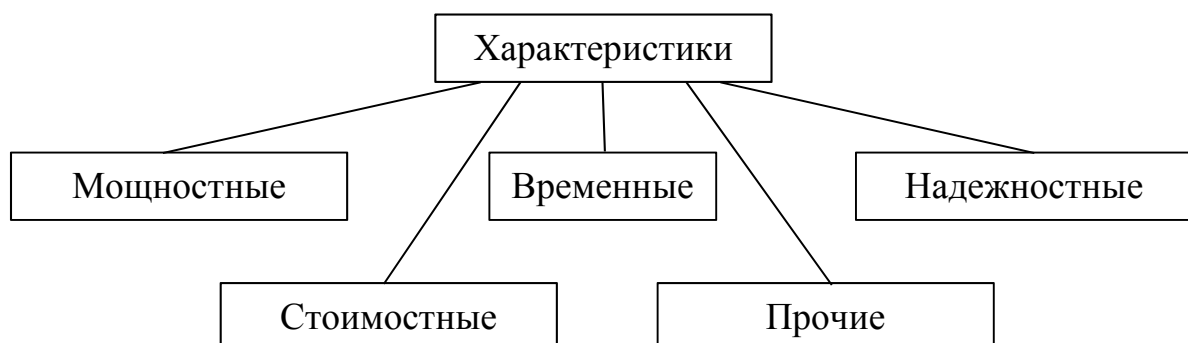 Характеристики
Мощностные
Временные
Надежностные
Стоимостные
Прочие